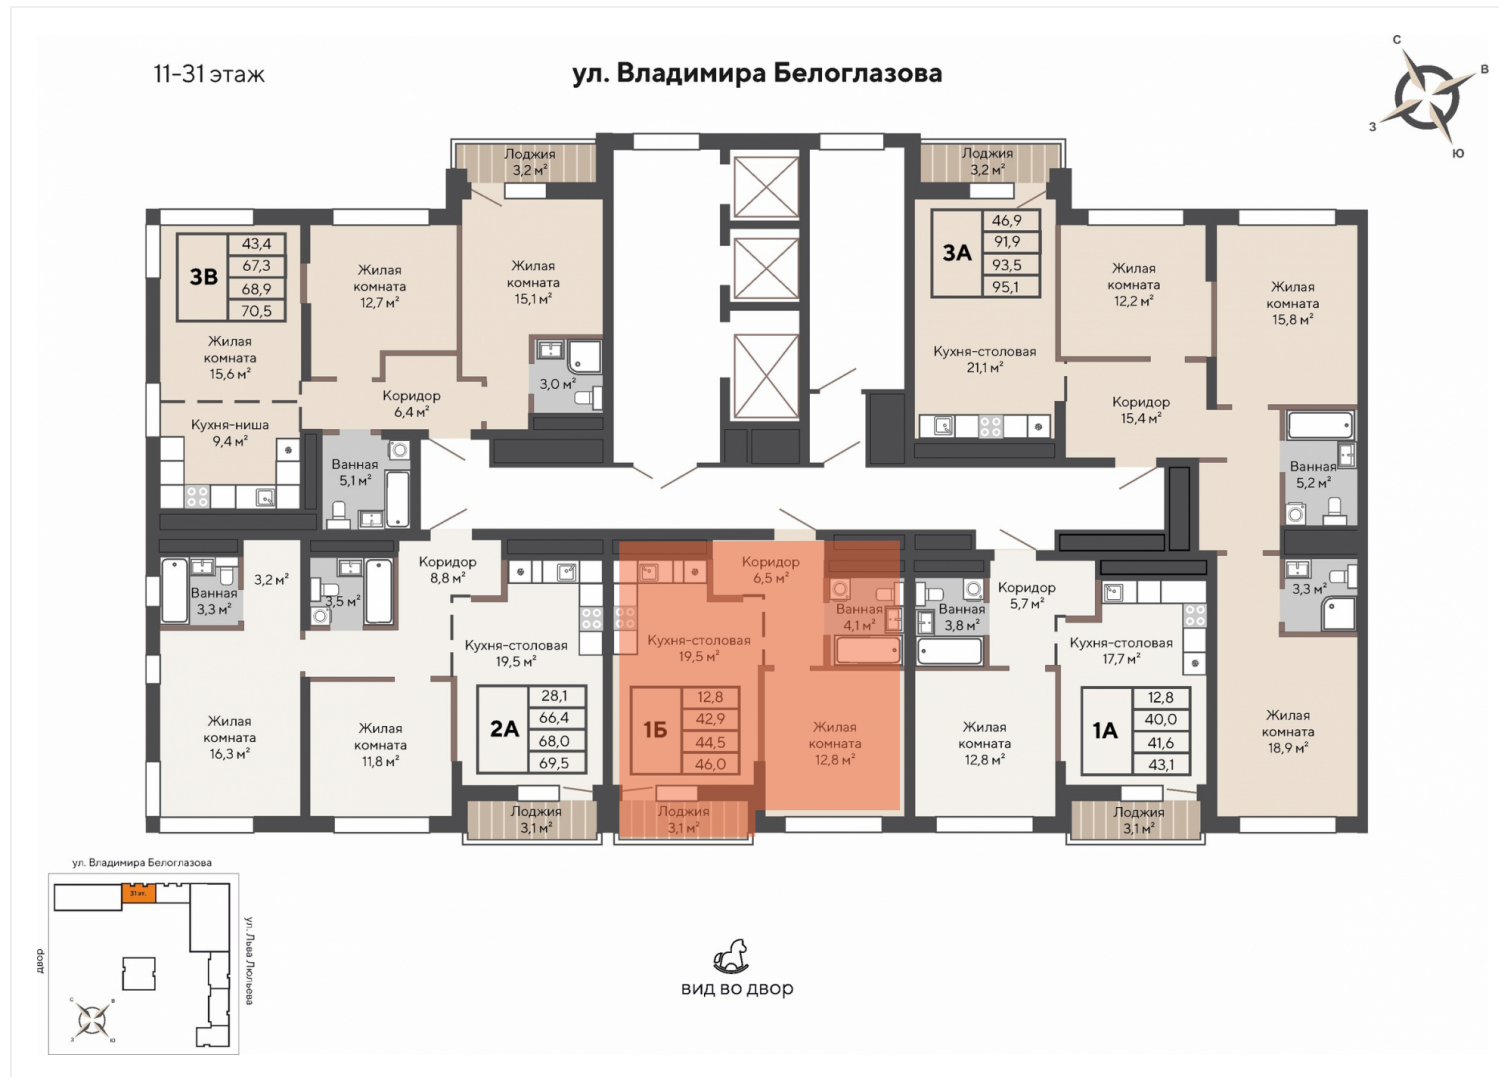 11-31 этаж
ул. Владимира Белоглазова
С
В
З
Ю
Лоджия
3,2 м²
Лоджия
3,2 м²
3В
43,4
67,3
68,9
70,5
Жилая
комната
12,7 м²
Жилая
комната
15,1 м²
3А
46,9
91,9
93,5
95,1
Жилая
комната
12,2 м²
Жилая
комната
15,8 м²
Жилая
комната
15,6 м²
Кухня-столовая
21,1 м²
3,0 м²
Коридор
6,4 м²
Коридор
15,4 м²
Кухня-ниша
9,4 м²
Ванная
5,1 м²
Ванная
5,2 м²
Ванная
3,3 м²
3,2 м²
3,5 м²
Коридор
8,8 м²
Коридор
6,5 м²
Ванная
4,1 м²
Ванная
3,8 м²
Коридор
5,7 м²
3,3 м²
Кухня-столовая
19,5 м²
Кухня-столовая
19,5 м²
Кухня-столовая
17,7 м²
Жилая
комната
16,3 м²
Жилая
комната
11,8 м²
2А
28,1
66,4
68,0
69,5
1Б
12,8
42,9
44,5
46,0
Жилая
комната
12,8 м²
Жилая
комната
12,8 м²
1А
12,8
40,0
41,6
43,1
Жилая
комната
18,9 м²
Лоджия
3,1 м²
Лоджия
3,1 м²
Лоджия
3,1 м²
ул. Владимира Белоглазова
31 эт.
двор
ул. Льва Люльева
С
В
З
Ю
вид во двор